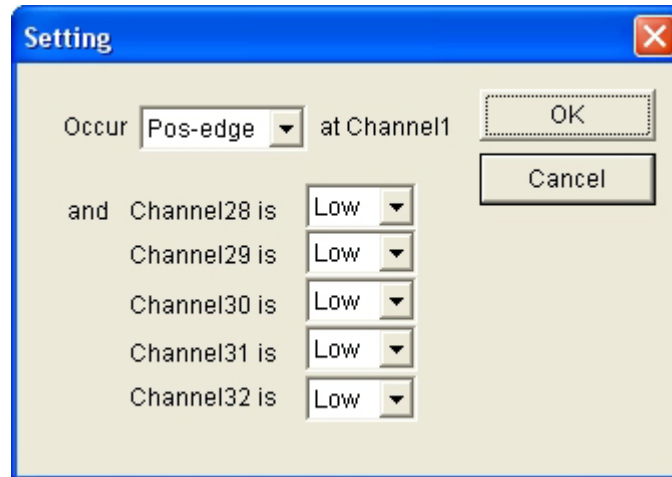 Setting
Occur Pos-edge at Channel1 OK
Cancel
and Channel28 is Low
Channel29 is Low
Channel30 is Low
Channel31 is Low
Channel32 is Low